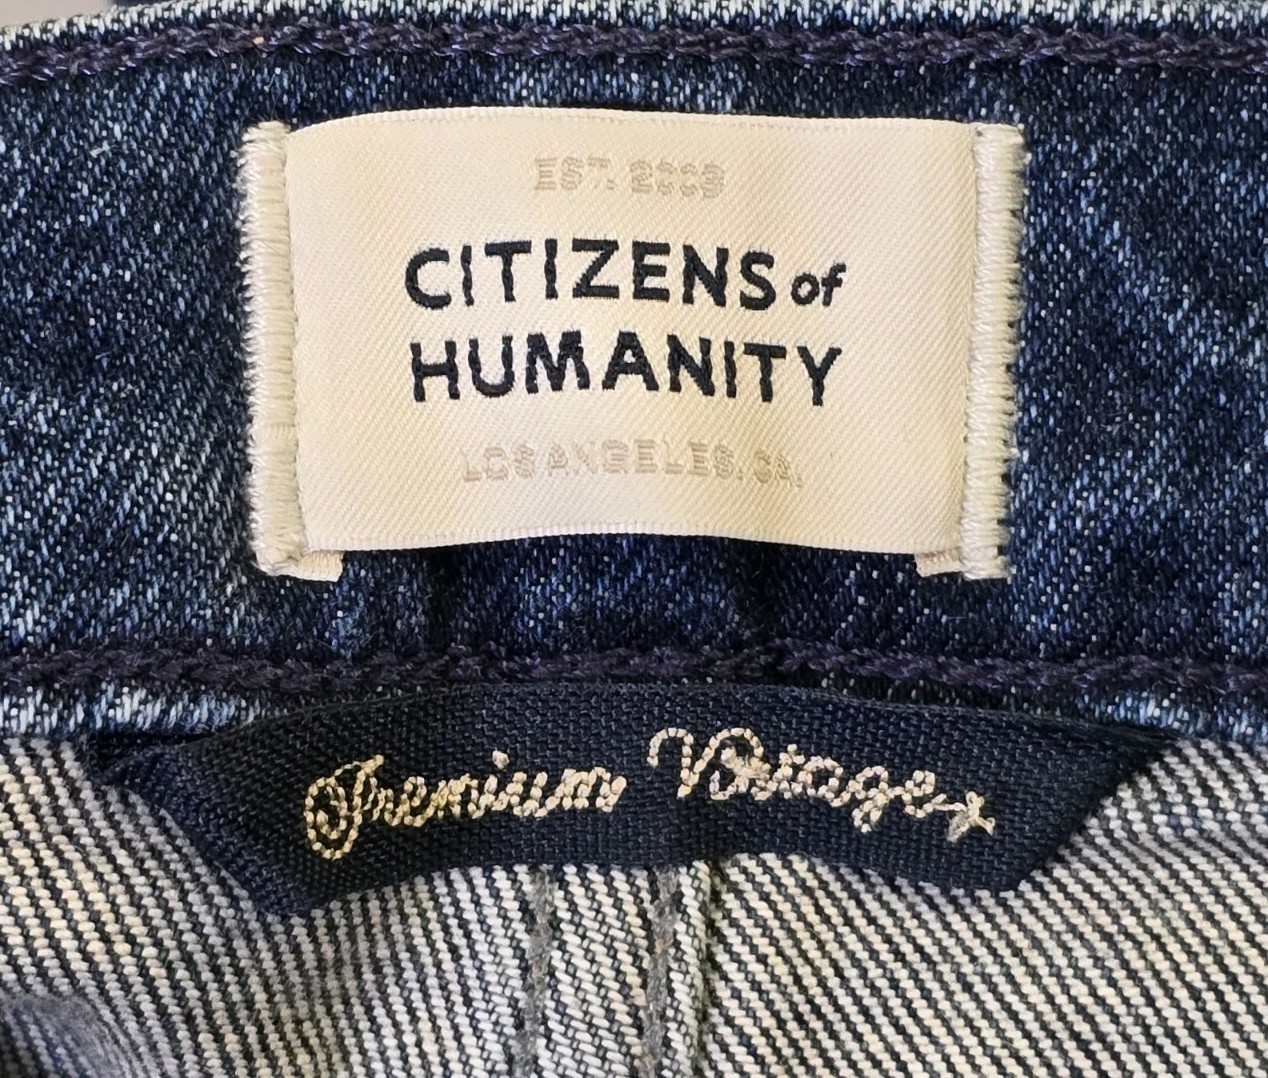 EST. 2003
CITIZENS of
HUMANITY
LOS ANGELES, CA
Premium Vintage